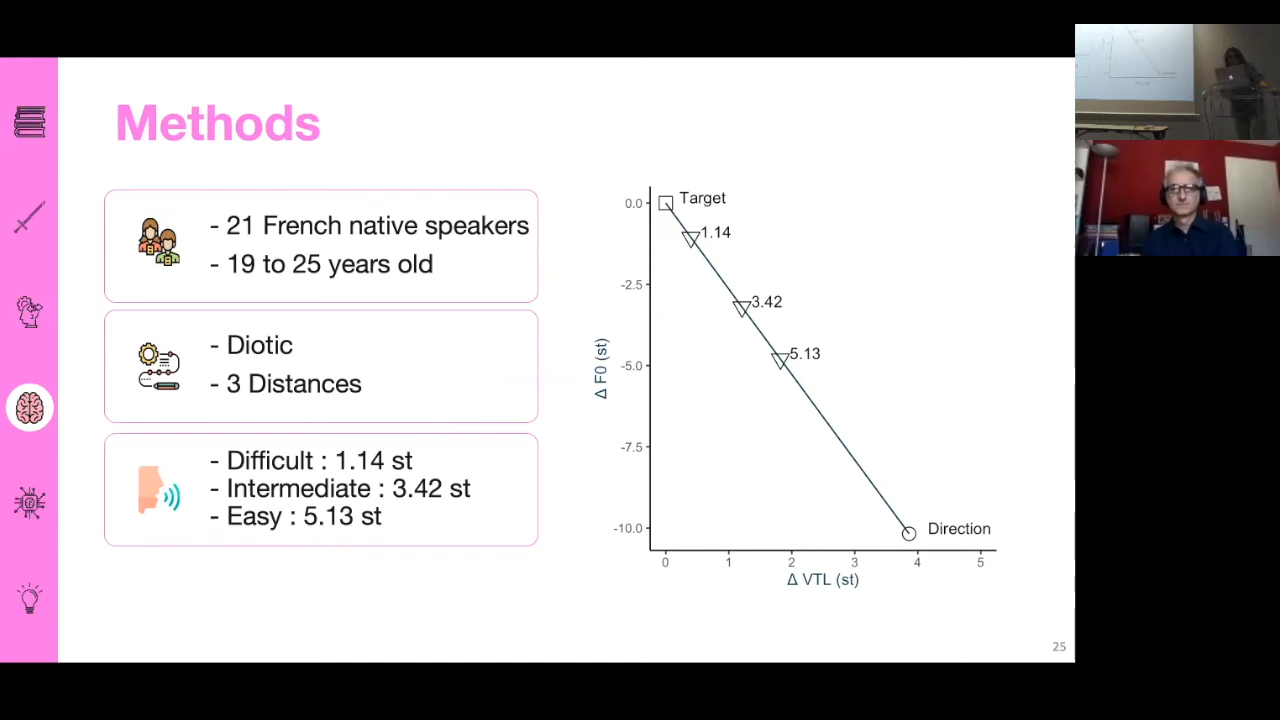 Methods
- 21 French native speakers
- 19 to 25 years old
- Diotic
- 3 Distances
- Difficult : 1.14 st
- Intermediate : 3.42 st
- Easy : 5.13 st
Target
1.14
3.42
5.13
Direction
0.0
-2.5
-5.0
-7.5
-10.0
Δ F0 (st)
0 1 2 3 4 5
Δ VTL (st)
25